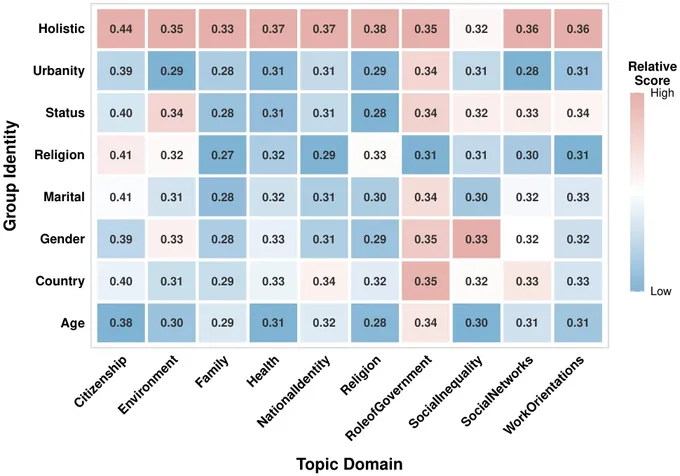 Holistic 0.44 0.35 0.33 0.37 0.37 0.38 0.35 0.32 0.36 0.36
Urbanity 0.39 0.29 0.28 0.31 0.31 0.29 0.34 0.31 0.28 0.31
Status 0.40 0.34 0.28 0.31 0.31 0.28 0.34 0.32 0.33 0.34
Religion 0.41 0.32 0.27 0.32 0.29 0.33 0.31 0.31 0.30 0.31
Marital 0.41 0.31 0.28 0.32 0.31 0.30 0.34 0.30 0.32 0.33
Gender 0.39 0.33 0.28 0.33 0.31 0.29 0.35 0.33 0.32 0.32
Country 0.40 0.31 0.29 0.33 0.34 0.32 0.35 0.32 0.33 0.33
Age 0.38 0.30 0.29 0.31 0.32 0.28 0.34 0.30 0.31 0.31
Group Identity
Citizenship
Environment
Family
Health
NationalIdentity
Religion
RoleofGovernment
SocialInequality
SocialNetworks
WorkOrientations
Topic Domain
Relative
Score
High
Low